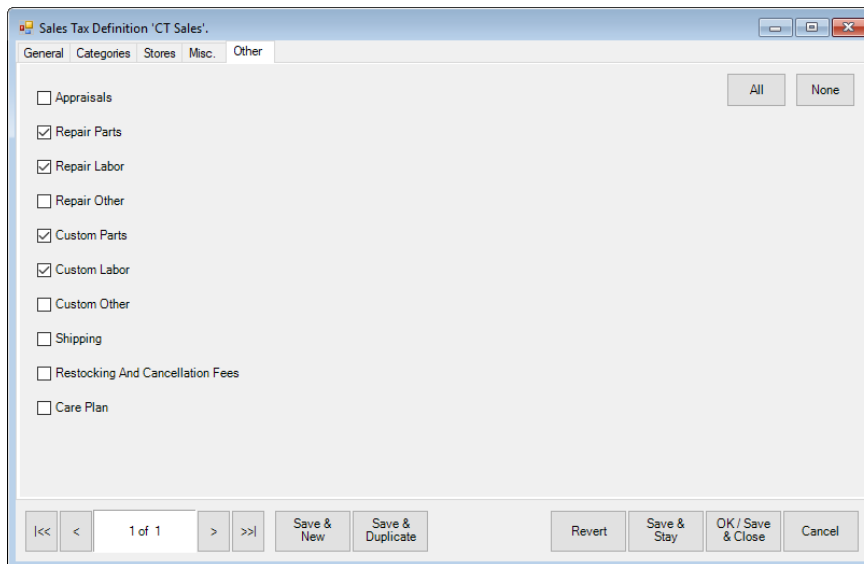 Sales Tax Definition 'CT Sales'.
General Categories Stores Misc. Other
All None
Appraisals
Repair Parts
Repair Labor
Repair Other
Custom Parts
Custom Labor
Custom Other
Shipping
Restocking And Cancellation Fees
Care Plan
|<< < 1 of 1 > >>| Save & New Save & Duplicate Revert Save & Stay OK / Save & Close Cancel